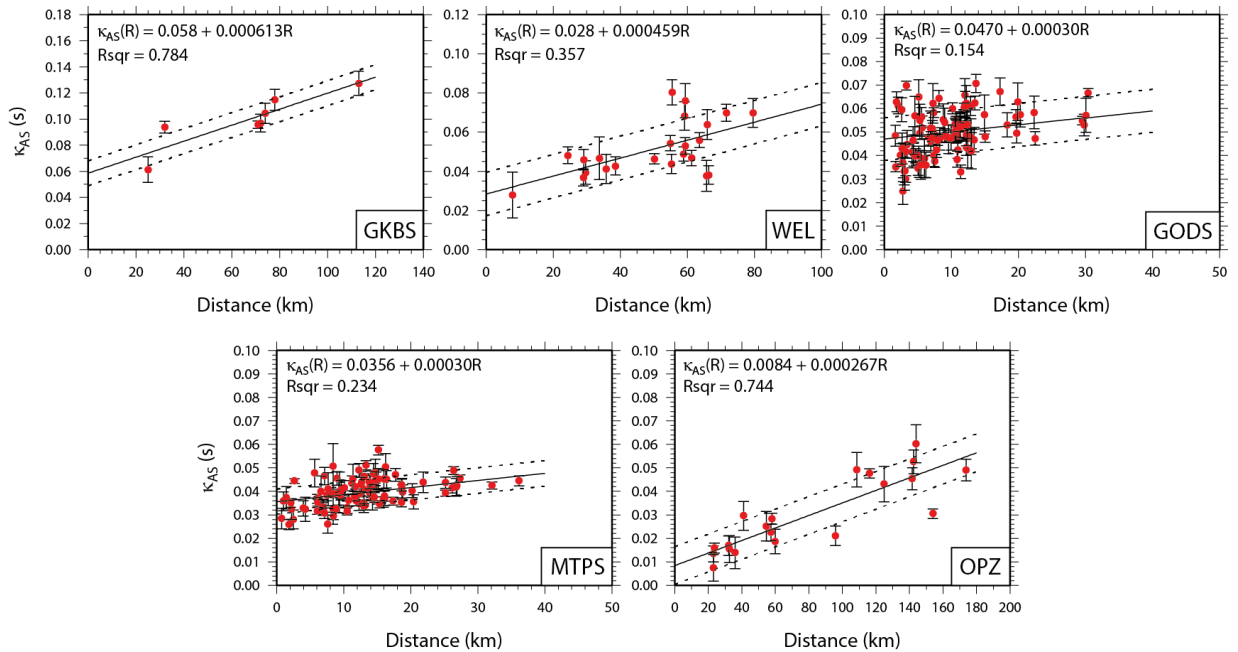 κAS(R) = 0.058 + 0.000613R
Rsqr = 0.784
0.18
0.16
0.14
0.12
0.10
0.08
0.06
0.04
0.02
0.00
κAS (s)
GKBS
0 20 40 60 80 100 120 140
Distance (km)
κAS(R) = 0.028 + 0.000459R
Rsqr = 0.357
0.12
0.10
0.08
0.06
0.04
0.02
0.00
WEL
0 20 40 60 80 100
Distance (km)
κAS(R) = 0.0470 + 0.00030R
Rsqr = 0.154
0.10
0.09
0.08
0.07
0.06
0.05
0.04
0.03
0.02
0.01
0.00
GODS
0 10 20 30 40 50
Distance (km)
κAS(R) = 0.0356 + 0.00030R
Rsqr = 0.234
0.10
0.09
0.08
0.07
0.06
0.05
0.04
0.03
0.02
0.01
0.00
κAS (s)
MTPS
0 10 20 30 40 50
Distance (km)
κAS(R) = 0.0084 + 0.000267R
Rsqr = 0.744
0.10
0.09
0.08
0.07
0.06
0.05
0.04
0.03
0.02
0.01
0.00
OPZ
0 20 40 60 80 100 120 140 160 180 200
Distance (km)